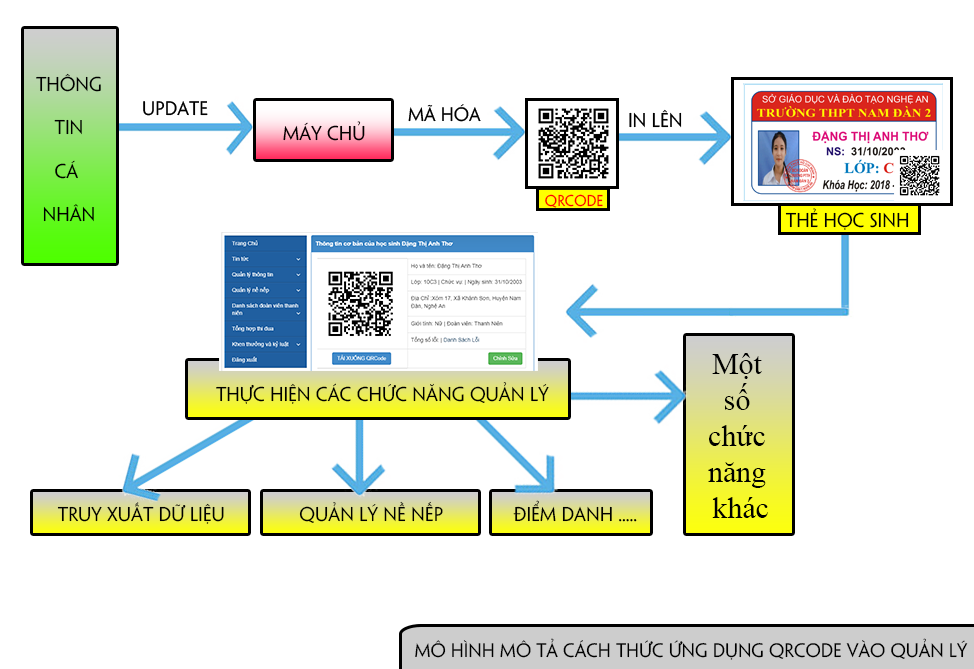 THÔNG
TIN
CÁ
NHÂN
UPDATE
MÁY CHỦ
MÃ HÓA
QRCODE
IN LÊN
SỞ GIÁO DỤC VÀ ĐÀO TẠO NGHỆ AN
TRƯỜNG THPT NAM ĐÀN 2
ĐẶNG THỊ ANH THƠ
NS: 31/10/200
LỚP: C
Khóa Học: 2018 -
THẺ HỌC SINH
Trang Chủ
Tin tức
Quản lý thông tin
Quản lý nề nếp
Danh sách đoàn viên thanh
niên
Tổng hợp thi đua
Khen thưởng và kỷ luật
Đăng xuất
Thông tin cơ bản của học sinh Đặng Thị Anh Thơ
Họ và tên: Đặng Thị Anh Thơ
Lớp: 10C3 | Chức vụ: | Ngày sinh: 31/10/2003
Địa Chỉ: Xóm 17, Xã Khánh Sơn, Huyện Nam
Đàn, Nghệ An
Giới tính: Nữ | Đoàn viên: Thanh Niên
Tổng số lỗi: | Danh Sách Lỗi
TẢI XUỐNG QRCode
Chỉnh Sửa
THỰC HIỆN CÁC CHỨC NĂNG QUẢN LÝ
Một
số
chức
năng
khác
TRUY XUẤT DỮ LIỆU
QUẢN LÝ NỀ NẾP
ĐIỂM DANH .....
MÔ HÌNH MÔ TẢ CÁCH THỨC ỨNG DỤNG QRCODE VÀO QUẢN LÝ